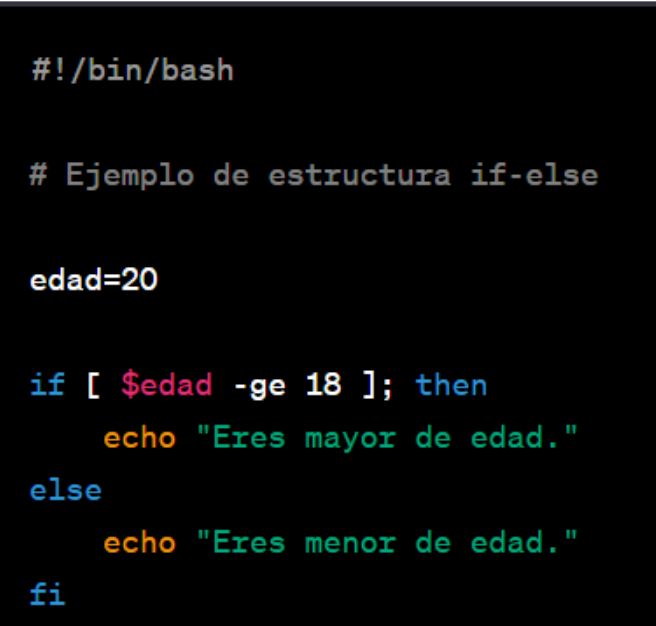 #!/bin/bash
# Ejemplo de estructura if-else
edad=20
if [ $edad -ge 18 ]; then
    echo "Eres mayor de edad."
else
    echo "Eres menor de edad."
fi